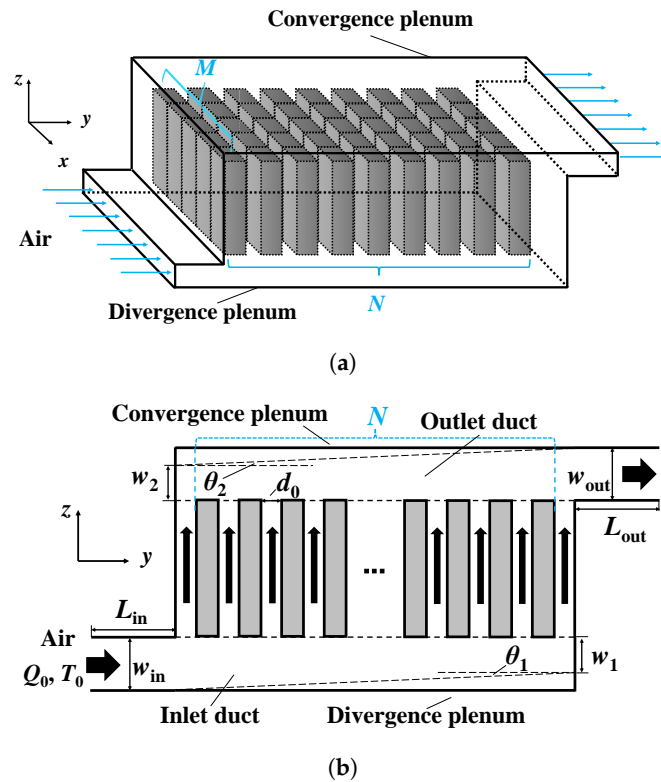 Convergence plenum
M
z
y
x
Air
Divergence plenum
N
(a)
Convergence plenum
N
Outlet duct
w2
θ2
d0
wout
z
y
Lout
...
Lin
Air
Q0, T0
win
θ1
w1
Inlet duct
Divergence plenum
(b)